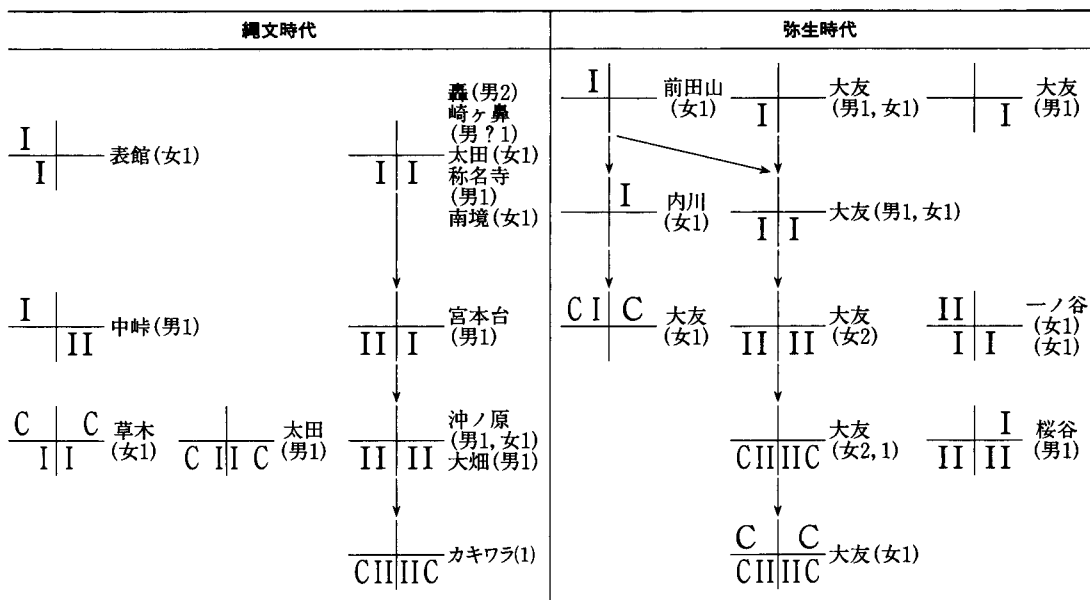 縄文時代
I
I
表館(女1)
I I
轟(男2)
崎ヶ鼻
(男?1)
太田(女1)
称名寺
(男1)
南境(女1)
I
II
中峠(男1)
II I
宮本台
(男1)
C C
I I
草木
(女1)
C I I C
太田
(男1)
II II
沖ノ原
(男1,女1)
大畑(男1)
C II II C
カキワラ(1)
弥生時代
I
前田山
(女1)
I
大友
(男1,女1)
I
大友
(男1)
I
内川
(女1)
I I
大友(男1,女1)
C I C
大友
(女1)
II II
大友
(女2)
II
I I
一ノ谷
(女1)
(女1)
C II II C
大友
(女2,1)
I
II II
桜谷
(男1)
C C
C II II C
大友(女1)